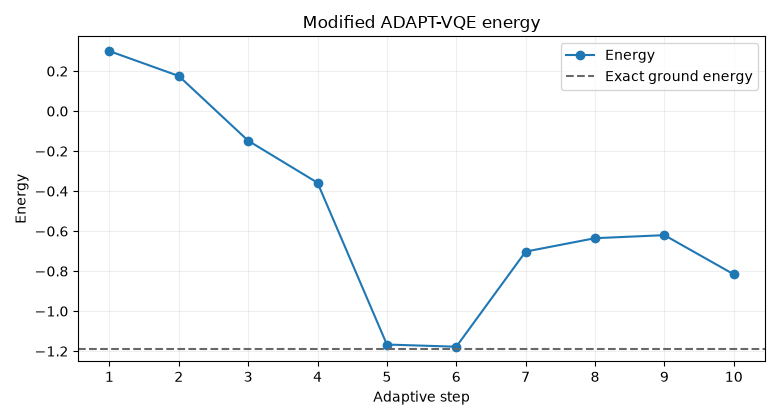 Modified ADAPT-VQE energy
Energy
Exact ground energy
0.2
0.0
−0.2
−0.4
−0.6
−0.8
−1.0
−1.2
Energy
1 2 3 4 5 6 7 8 9 10
Adaptive step